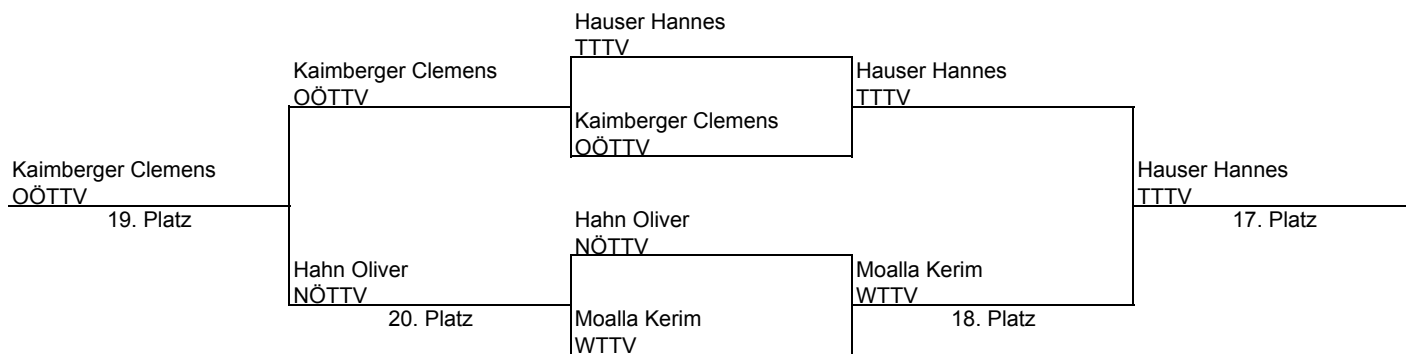 Hauser Hannes
TTTV
Kaimberger Clemens
OÖTTV
Hauser Hannes
TTTV
Kaimberger Clemens
OÖTTV
Kaimberger Clemens
OÖTTV
19. Platz
Hauser Hannes
TTTV
17. Platz
Hahn Oliver
NÖTTV
Hahn Oliver
NÖTTV
20. Platz
Moalla Kerim
WTTV
18. Platz
Moalla Kerim
WTTV